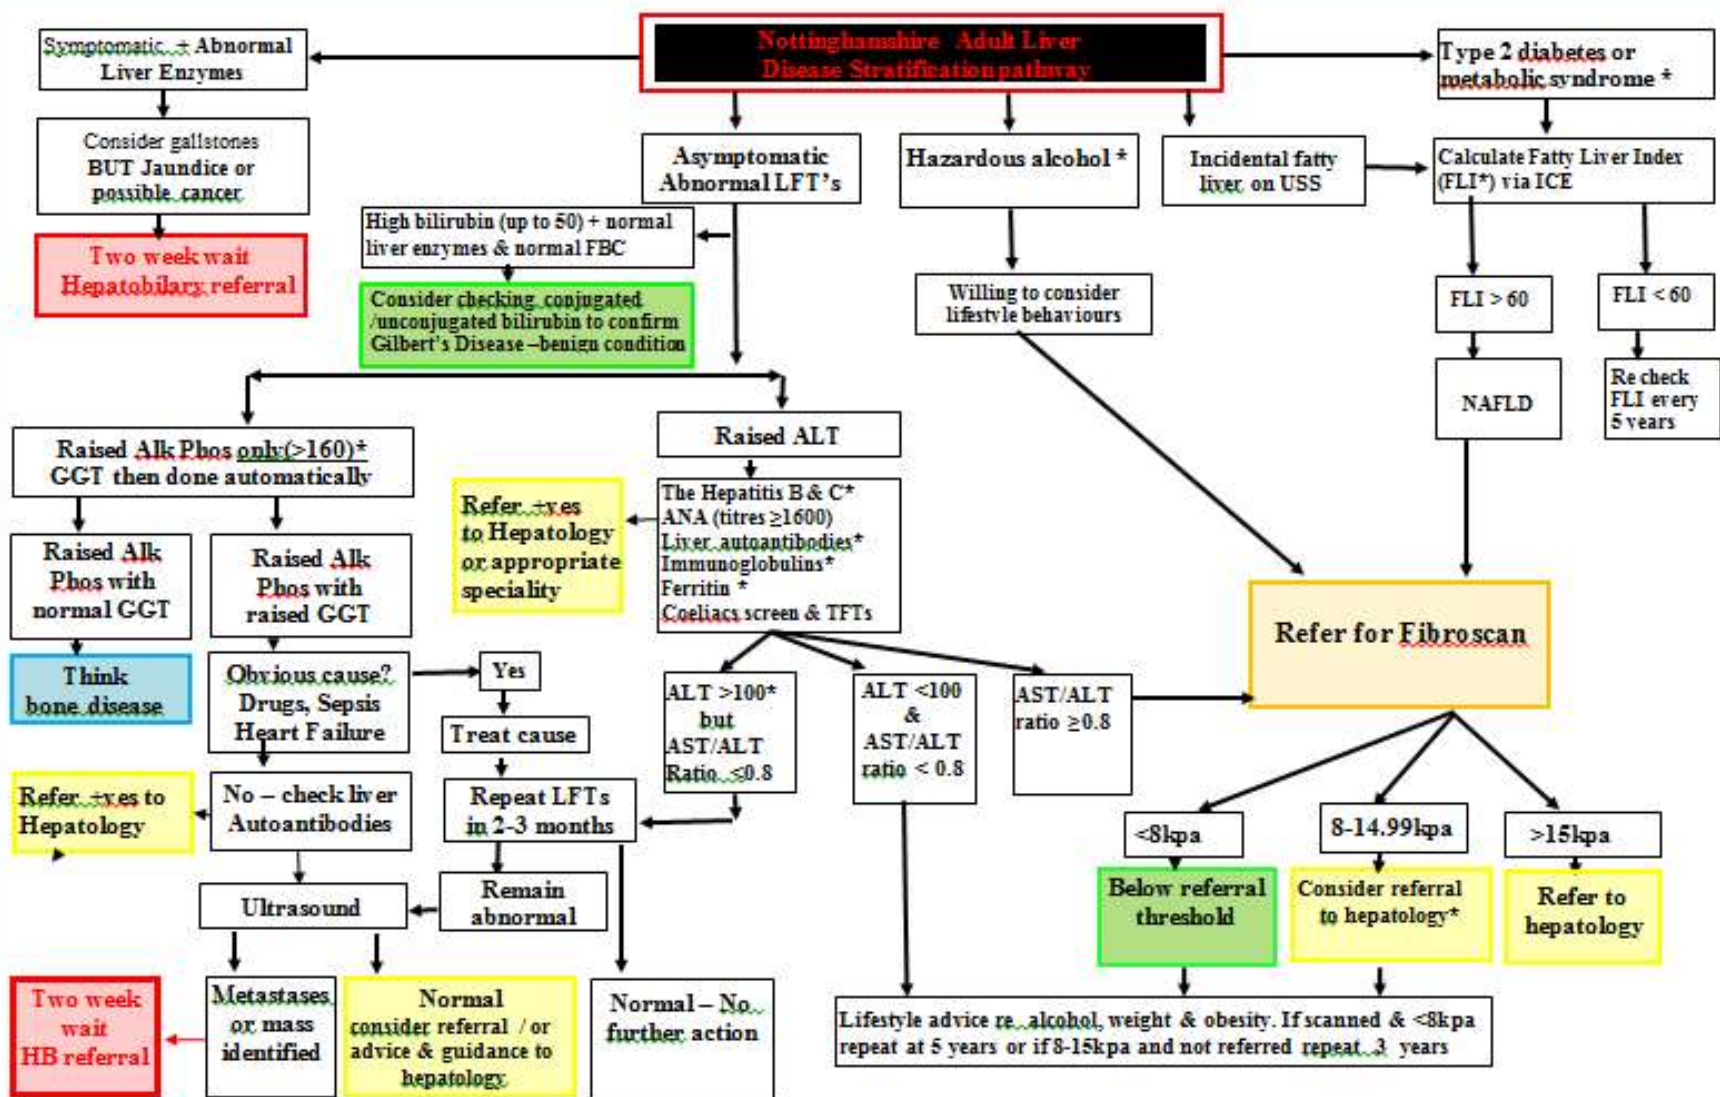 Nottinghamshire Adult Liver
Disease Stratification pathway
Symptomatic + Abnormal
Liver Enzymes
Consider gallstones
BUT Jaundice or
possible cancer
Two week wait
Hepatobilary referral
Asymptomatic
Abnormal LFT's
High bilirubin (up to 50) + normal
liver enzymes & normal FBC
Consider checking conjugated
/unconjugated bilirubin to confirm
Gilbert's Disease –benign condition
Hazardous alcohol *
Willing to consider
lifestyle behaviours
Incidental fatty
liver on USS
Type 2 diabetes or
metabolic syndrome *
Calculate Fatty Liver Index
(FLI*) via ICE
FLI > 60
FLI < 60
NAFLD
Re check
FLI every
5 years
Raised Alk Phos only(>160)*
GGT then done automatically
Raised Alk
Phos with
normal GGT
Raised Alk
Phos with
raised GGT
Think
bone disease
Obvious cause?
Drugs, Sepsis
Heart Failure
Yes
Treat cause
Refer +ves to
Hepatology
No – check liver
Autoantibodies
Repeat LFTs
in 2-3 months
Ultrasound
Remain
abnormal
Two week
wait
HB referral
Metastases
or mass
identified
Normal
consider referral / or
advice & guidance to
hepatology
Normal – No
further action
Raised ALT
Refer +ves
to Hepatology
or appropriate
speciality
The Hepatitis B & C*
ANA (titres ≥1600)
Liver autoantibodies*
Immunoglobulins*
Ferritin *
Coeliacs screen & TFTs
ALT >100*
but
AST/ALT
Ratio ≤0.8
ALT <100
&
AST/ALT
ratio < 0.8
AST/ALT
ratio ≥0.8
Refer for Fibroscan
<8kpa
8-14.99kpa
>15kpa
Below referral
threshold
Consider referral
to hepatology*
Refer to
hepatology
Lifestyle advice re alcohol, weight & obesity. If scanned & <8kpa
repeat at 5 years or if 8-15kpa and not referred repeat 3 years